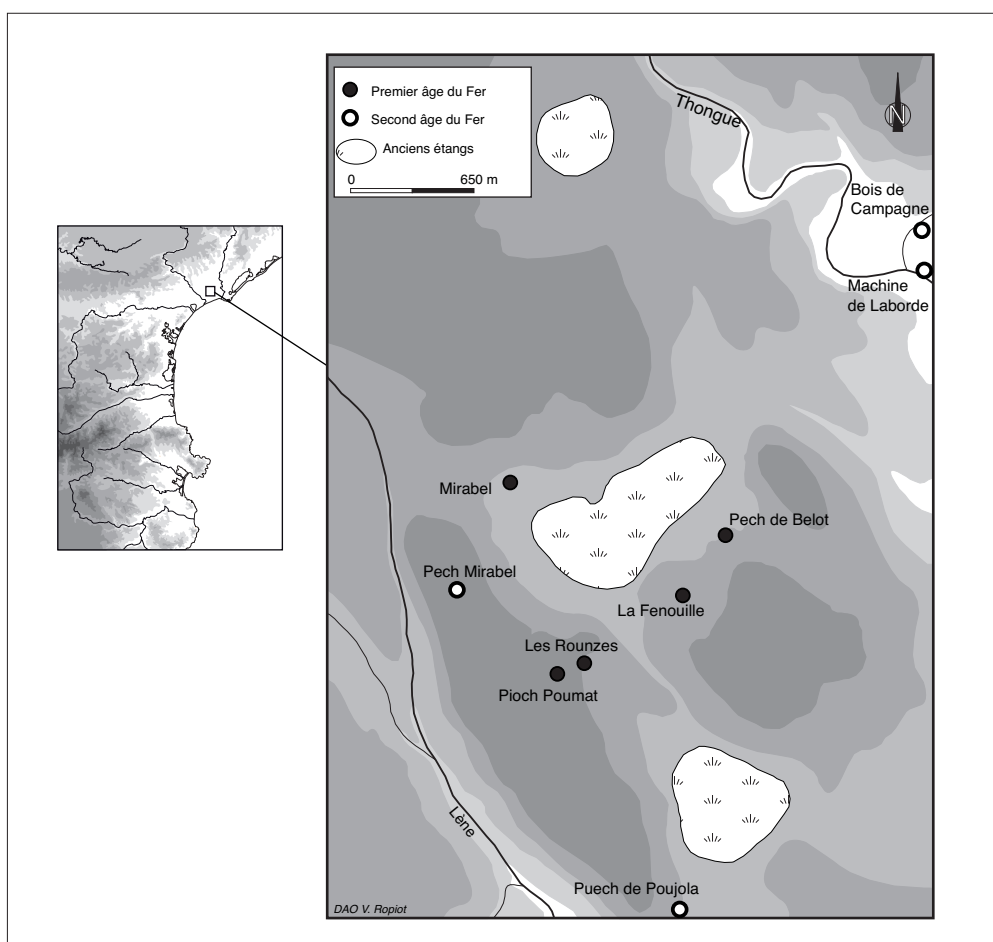 Premier âge du Fer
Second âge du Fer
Anciens étangs
0 650 m
Thongue
N
Bois de
Campagne
Machine
de Laborde
Mirabel
Pech de Belot
Pech Mirabel
La Fenouille
Les Rounzes
Pioch Poumat
Lène
Puech de Poujola
DAO V. Ropiot